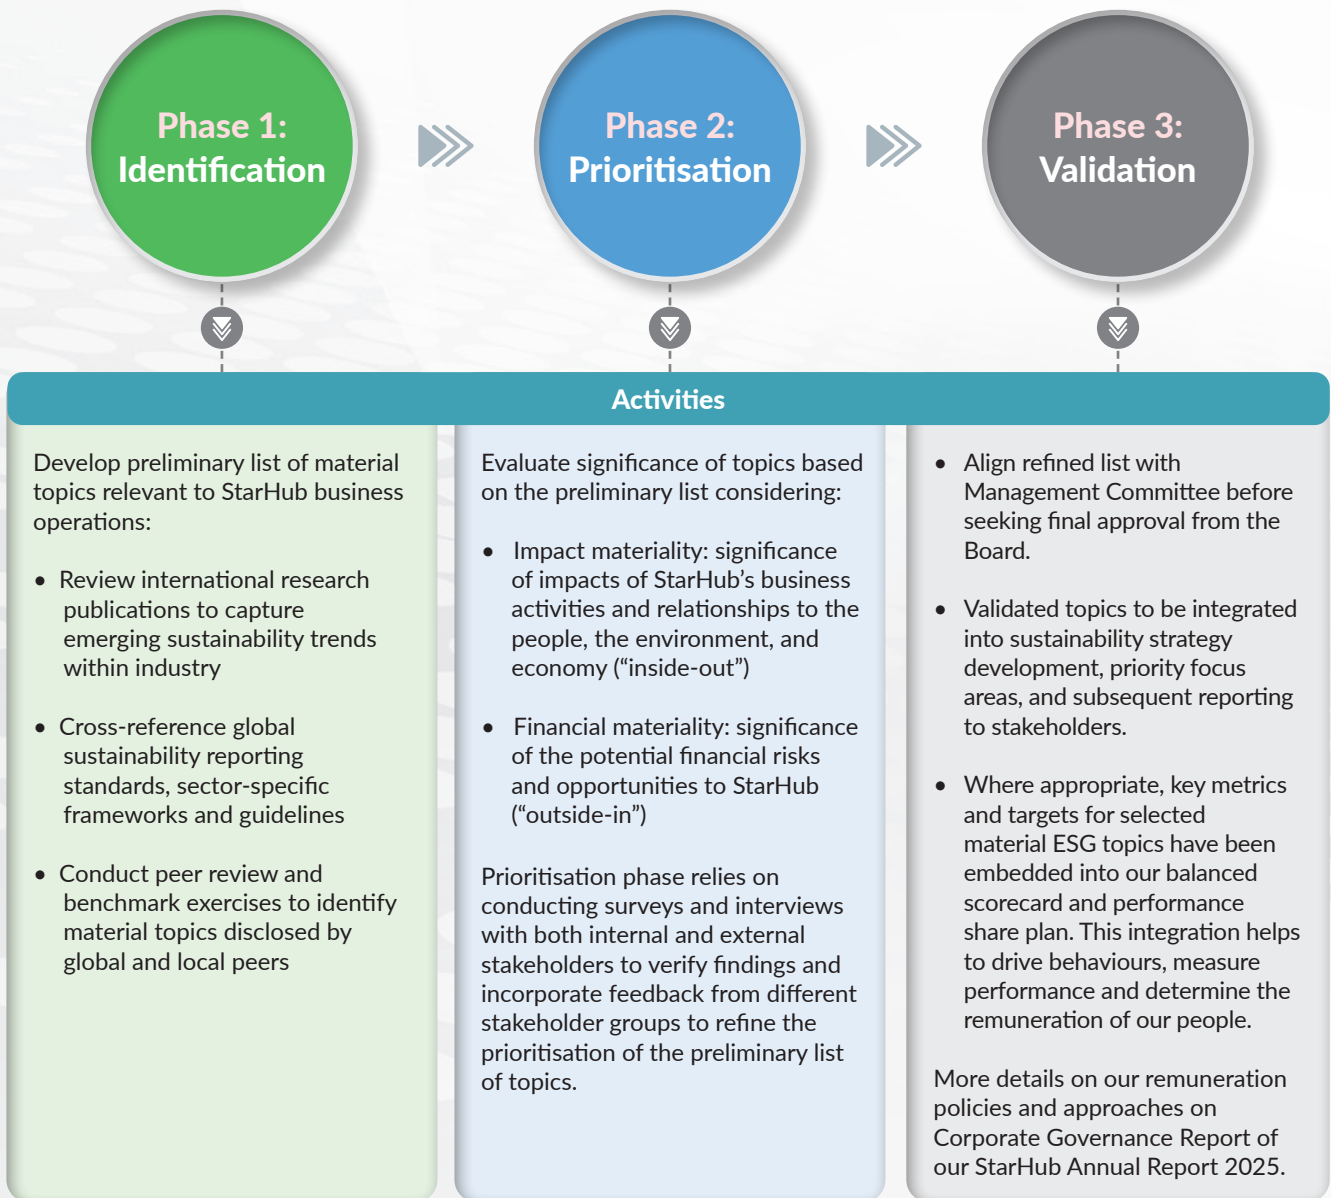 Phase 1:
Identification
Phase 2:
Prioritisation
Phase 3:
Validation
Activities
Develop preliminary list of material
topics relevant to StarHub business
operations:
• Review international research
publications to capture
emerging sustainability trends
within industry
• Cross-reference global
sustainability reporting
standards, sector-specific
frameworks and guidelines
• Conduct peer review and
benchmark exercises to identify
material topics disclosed by
global and local peers
Evaluate significance of topics based
on the preliminary list considering:
• Impact materiality: significance
of impacts of StarHub’s business
activities and relationships to the
people, the environment, and
economy (“inside-out”)
• Financial materiality: significance
of the potential financial risks
and opportunities to StarHub
(“outside-in”)
Prioritisation phase relies on
conducting surveys and interviews
with both internal and external
stakeholders to verify findings and
incorporate feedback from different
stakeholder groups to refine the
prioritisation of the preliminary list
of topics.
• Align refined list with
Management Committee before
seeking final approval from the
Board.
• Validated topics to be integrated
into sustainability strategy
development, priority focus
areas, and subsequent reporting
to stakeholders.
• Where appropriate, key metrics
and targets for selected
material ESG topics have been
embedded into our balanced
scorecard and performance
share plan. This integration helps
to drive behaviours, measure
performance and determine the
remuneration of our people.
More details on our remuneration
policies and approaches on
Corporate Governance Report of
our StarHub Annual Report 2025.